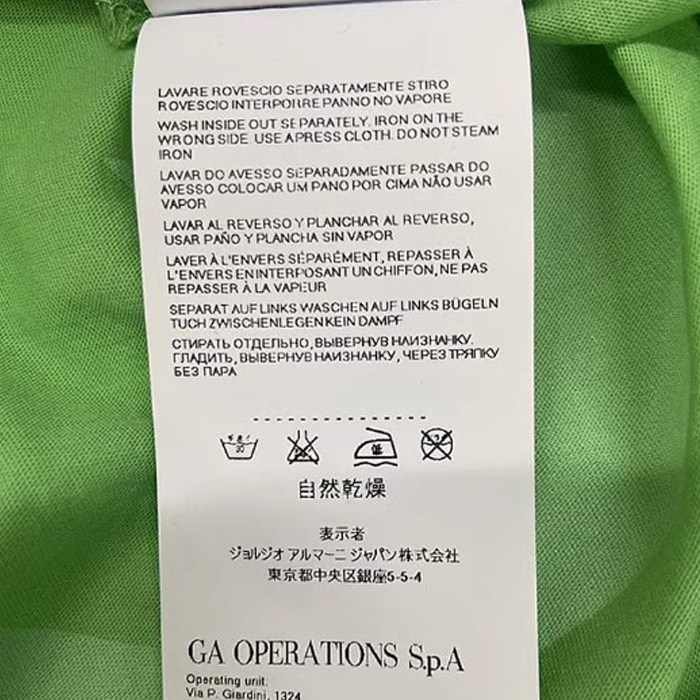 LAVARE ROVESCIO SEPARATAMENTE STIRO
ROVESCIO INTERPORRE PANNO NO VAPORE
WASH INSIDE OUT SEPARATELY. IRON ON THE
WRONG SIDE USE A PRESS CLOTH. DO NOT STEAM
IRON
LAVAR DO AVESSO SEPARADAMENTE PASSAR DO
AVESSO COLOCAR UM PANO POR CIMA NÃO USAR
VAPOR
LAVAR AL REVERSO Y PLANCHAR AL REVERSO,
USAR PAÑO Y PLANCHA SIN VAPOR
LAVER À L'ENVERS SÉPARÉMENT, REPASSER À
L'ENVERS EN INTERPOSANT UN CHIFFON, NE PAS
REPASSER À LA VAPEUR
SEPARAT AUF LINKS WASCHEN AUF LINKS BÜGELN
TUCH ZWISCHENLEGEN KEIN DAMPF
СТИРАТЬ ОТДЕЛЬНО, ВЫВЕРНУВ НАИЗНАНКУ.
ГЛАДИТЬ, ВЫВЕРНУВ НАИЗНАНКУ, ЧЕРЕЗ ТРЯПКУ
БЕЗ ПАРА
30 低
自然乾燥
表示者
ジョルジオ アルマーニ ジャパン株式会社
東京都中央区銀座5-5-4
GA OPERATIONS S.p.A
Operating unit:
Via P. Giardini, 1324